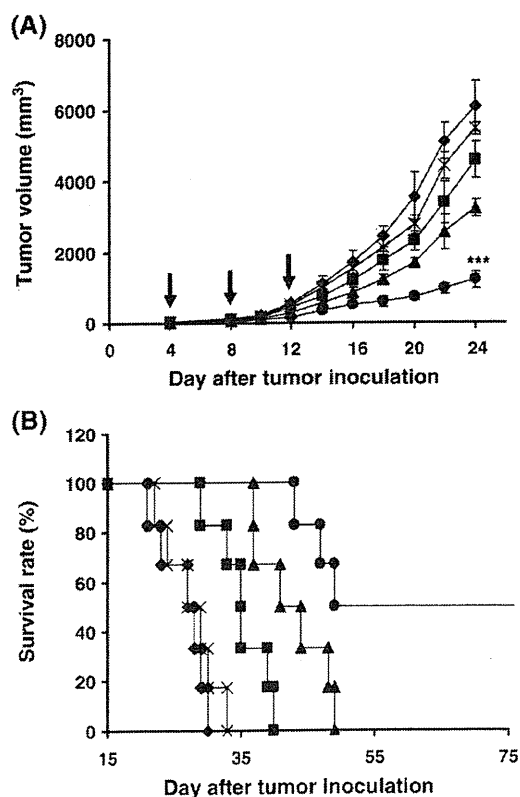 (A)
8000
6000
4000
2000
0
Tumor volume (mm³)
***
0 4 8 12 16 20 24
Day after tumor inoculation
(B)
120
100
80
60
40
20
0
Survival rate (%)
15 35 55 75
Day after tumor Inoculation